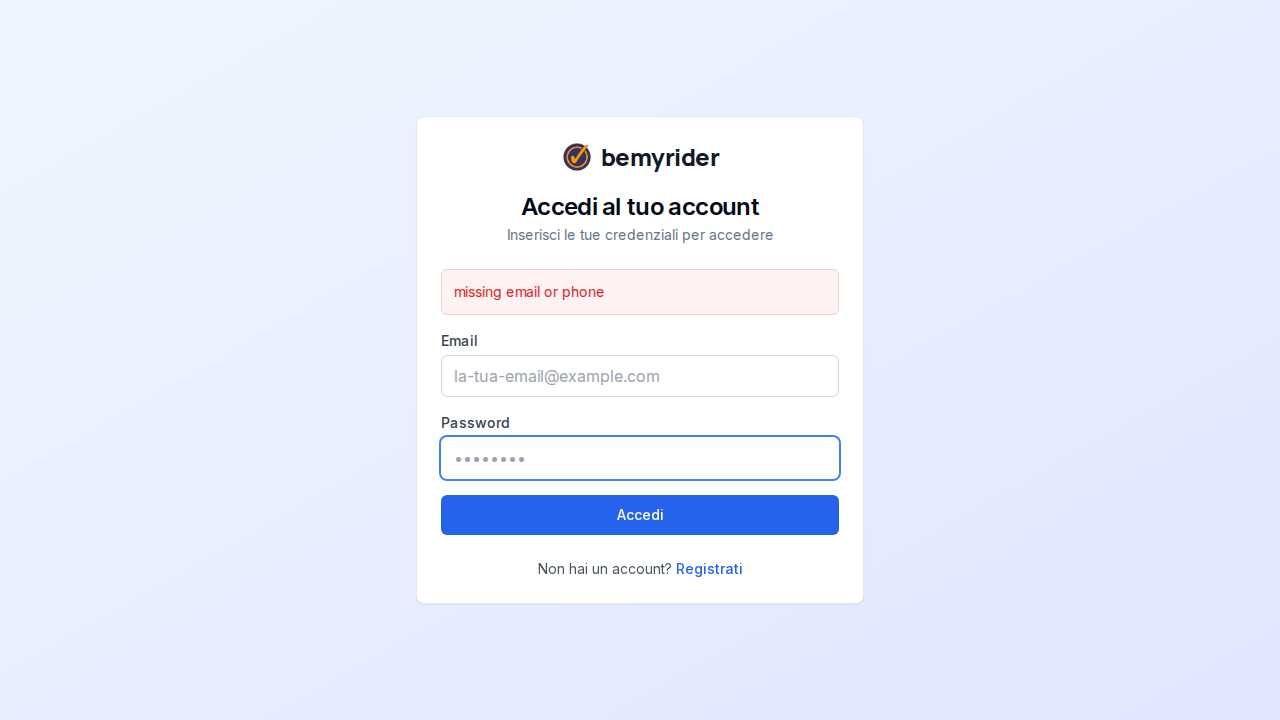 bemyrider
Accedi al tuo account
Inserisci le tue credenziali per accedere
missing email or phone
Email
la-tua-email@example.com
Password
••••••••
Accedi
Non hai un account? Registrati